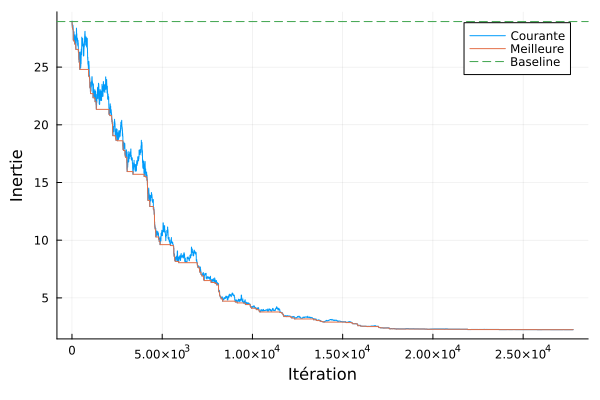 Courante
Meilleure
Baseline
25
20
15
10
5
Inertie
0
5.00×10³
1.00×10⁴
1.50×10⁴
2.00×10⁴
2.50×10⁴
Itération